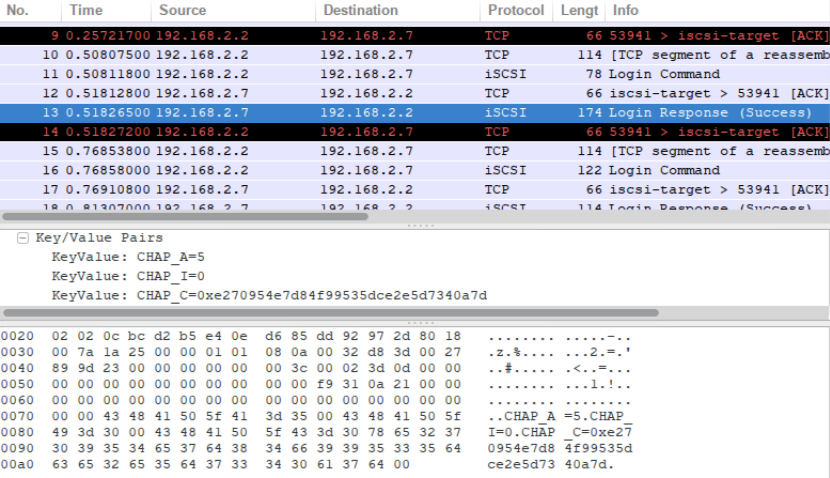 No. Time Source Destination Protocol Lengt Info
9 0.25721700 192.168.2.2 192.168.2.7 TCP 66 53941 > iscsi-target [ACK]
10 0.50807500 192.168.2.2 192.168.2.7 TCP 114 [TCP segment of a reassemb
11 0.50811800 192.168.2.2 192.168.2.7 iSCSI 78 Login Command
12 0.51812800 192.168.2.7 192.168.2.2 TCP 66 iscsi-target > 53941 [ACK]
13 0.51826500 192.168.2.7 192.168.2.2 iSCSI 174 Login Response (Success)
14 0.51827200 192.168.2.2 192.168.2.7 TCP 66 53941 > iscsi-target [ACK]
15 0.76853800 192.168.2.2 192.168.2.7 TCP 114 [TCP segment of a reassemb
16 0.76858000 192.168.2.2 192.168.2.7 iSCSI 122 Login Command
17 0.76910800 192.168.2.7 192.168.2.2 TCP 66 iscsi-target > 53941 [ACK]
18 0.81307000 192.168.2.7 192.168.2.2 iSCSI 114 Login Response (Success)
Key/Value Pairs
KeyValue: CHAP_A=5
KeyValue: CHAP_I=0
KeyValue: CHAP_C=0xe270954e7d84f99535dce2e5d7340a7d
0020 02 02 0c bc d2 b5 e4 0e d6 85 dd 92 97 2d 80 18 ........ .....-..
0030 00 7a 1a 25 00 00 01 01 08 0a 00 32 d8 3d 00 27 .z.%.... ...2.=.'
0040 89 9d 23 00 00 00 00 00 00 3c 00 02 3d 0d 00 00 ..#..... .<..=...
0050 00 00 00 00 00 00 00 00 00 00 f9 31 0a 21 00 00 ........ ...1.!..
0060 00 00 00 00 00 00 00 00 00 00 00 00 00 00 00 00 ........ ........
0070 00 00 43 48 41 50 5f 41 3d 35 00 43 48 41 50 5f ..CHAP_A =5.CHAP_
0080 49 3d 30 00 43 48 41 50 5f 43 3d 30 78 65 32 37 I=0.CHAP _C=0xe27
0090 30 39 35 34 65 37 64 38 34 66 39 39 35 33 35 64 0954e7d8 4f99535d
00a0 63 65 32 65 35 64 37 33 34 30 61 37 64 00 ce2e5d73 40a7d.